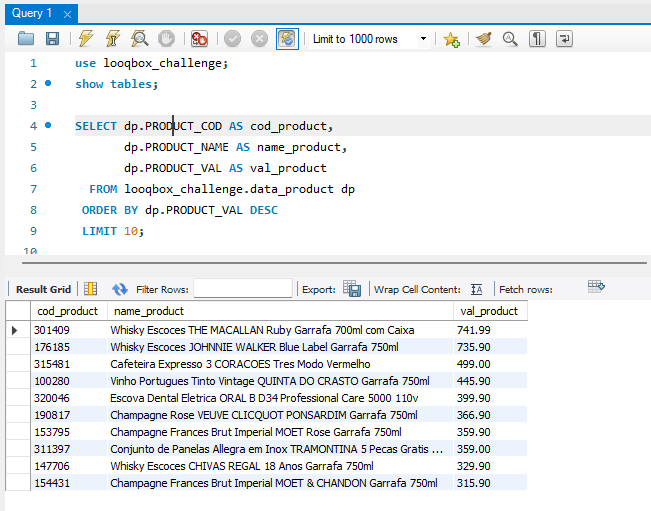 Query 1
Limit to 1000 rows
1 use looqbox_challenge;
2 show tables;
3
4 SELECT dp.PRODUCT_COD AS cod_product,
5 dp.PRODUCT_NAME AS name_product,
6 dp.PRODUCT_VAL AS val_product
7 FROM looqbox_challenge.data_product dp
8 ORDER BY dp.PRODUCT_VAL DESC
9 LIMIT 10;
10
Result Grid Filter Rows: Export: Wrap Cell Content: Fetch rows:
cod_product name_product val_product
301409 Whisky Escoces THE MACALLAN Ruby Garrafa 700ml com Caixa 741.99
176185 Whisky Escoces JOHNNIE WALKER Blue Label Garrafa 750ml 735.90
315481 Cafeteira Expresso 3 CORACOES Tres Modo Vermelho 499.00
100280 Vinho Portugues Tinto Vintage QUINTA DO CRASTO Garrafa 750ml 445.90
320046 Escova Dental Eletrica ORAL B D34 Professional Care 5000 110v 399.90
190817 Champagne Rose VEUVE CLICQUOT PONSARDIM Garrafa 750ml 366.90
153795 Champagne Frances Brut Imperial MOET Rose Garrafa 750ml 359.90
311397 Conjunto de Panelas Allegra em Inox TRAMONTINA 5 Pecas Gratis ... 359.00
147706 Whisky Escoces CHIVAS REGAL 18 Anos Garrafa 750ml 329.90
154431 Champagne Frances Brut Imperial MOET & CHANDON Garrafa 750ml 315.90